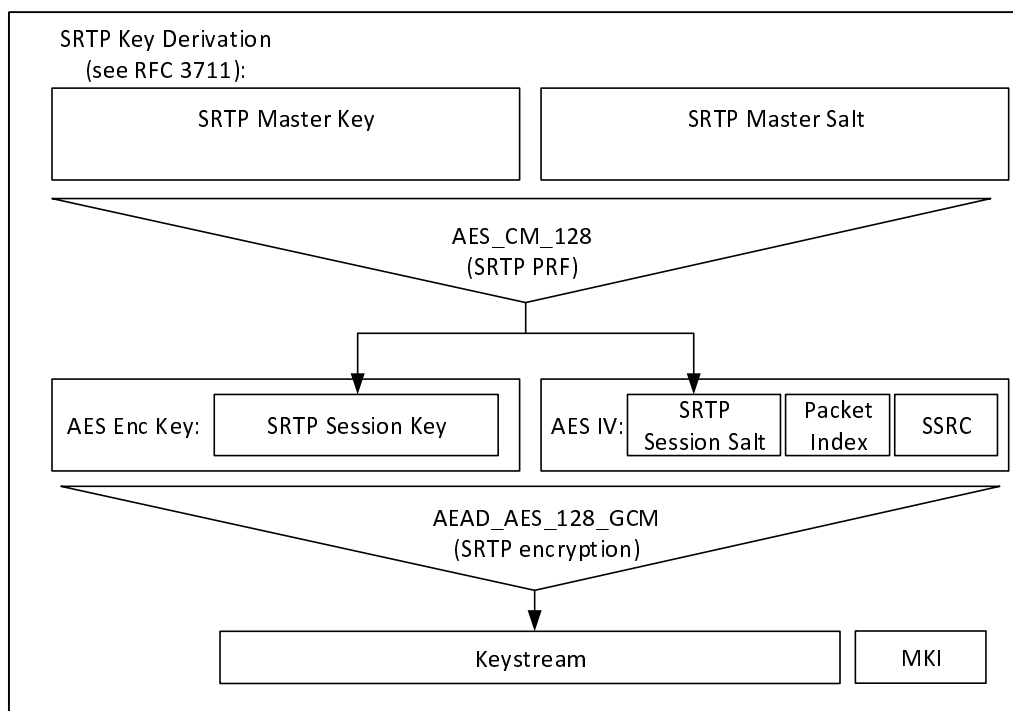 SRTP Key Derivation
(see RFC 3711):
SRTP Master Key
SRTP Master Salt
AES_CM_128
(SRTP PRF)
AES Enc Key:
SRTP Session Key
AES IV:
SRTP
Session Salt
Packet
Index
SSRC
AEAD_AES_128_GCM
(SRTP encryption)
Keystream
MKI